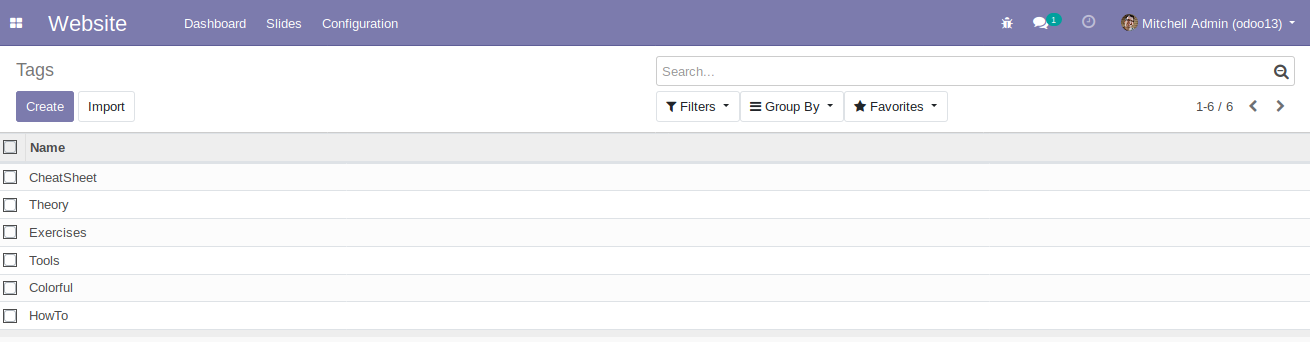 Website Dashboard Slides Configuration 1 Mitchell Admin (odoo13)
Tags
Search...
Create Import Filters Group By Favorites 1-6 / 6
Name
CheatSheet
Theory
Exercises
Tools
Colorful
HowTo